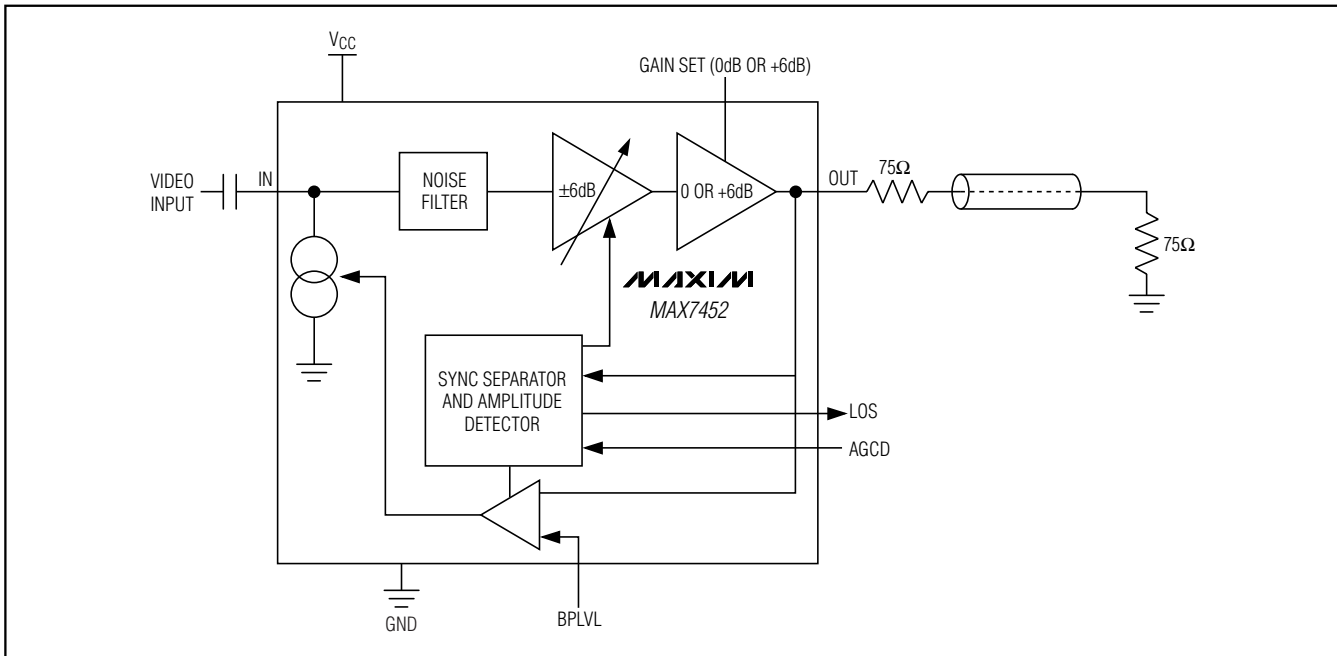 VCC
GAIN SET (0dB OR +6dB)
VIDEO
INPUT
IN
NOISE
FILTER
±6dB
0 OR +6dB
OUT
75Ω
75Ω
MAXIM
MAX7452
SYNC SEPARATOR
AND AMPLITUDE
DETECTOR
LOS
AGCD
GND
BPLVL